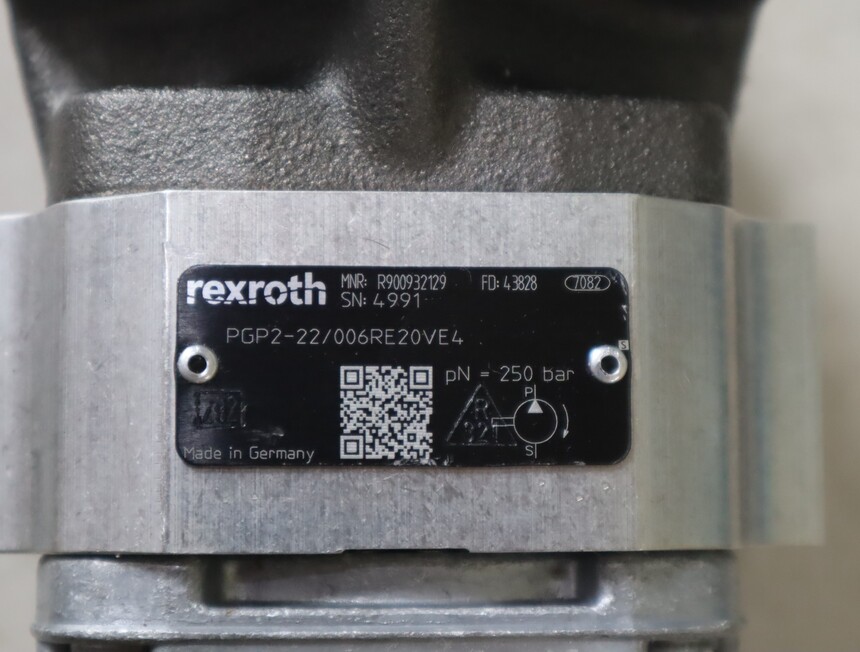 rexroth
MNR: R900932129 FD: 43828 7082
SN: 4991
PGP2-22/006RE20VE4
S
pN = 250 bar
P
S
Made in Germany